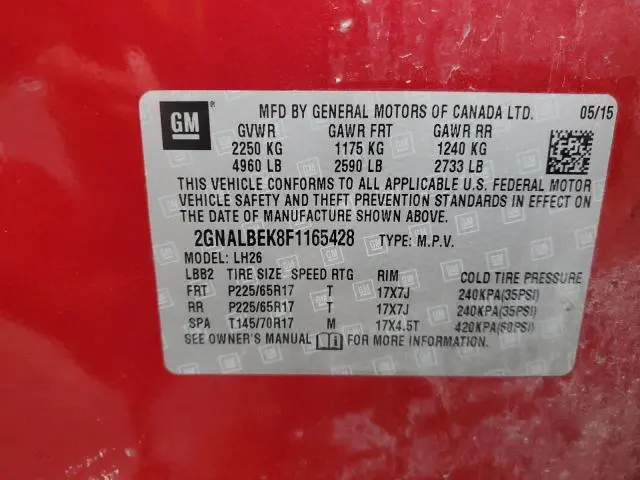 GM ® MFD BY GENERAL MOTORS OF CANADA LTD. 05/15
GVWR GAWR FRT GAWR RR
2250 KG 1175 KG 1240 KG
4960 LB 2590 LB 2733 LB
THIS VEHICLE CONFORMS TO ALL APPLICABLE U.S. FEDERAL MOTOR
VEHICLE SAFETY AND THEFT PREVENTION STANDARDS IN EFFECT ON
THE DATE OF MANUFACTURE SHOWN ABOVE.
2GNALBEK8F1165428 TYPE: M.P.V.
MODEL: LH26
LBB2 TIRE SIZE SPEED RTG RIM COLD TIRE PRESSURE
FRT P225/65R17 T 17X7J 240KPA(35PSI)
RR P225/65R17 T 17X7J 240KPA(35PSI)
SPA T145/70R17 M 17X4.5T 420KPA(60PSI)
SEE OWNER'S MANUAL FOR MORE INFORMATION.